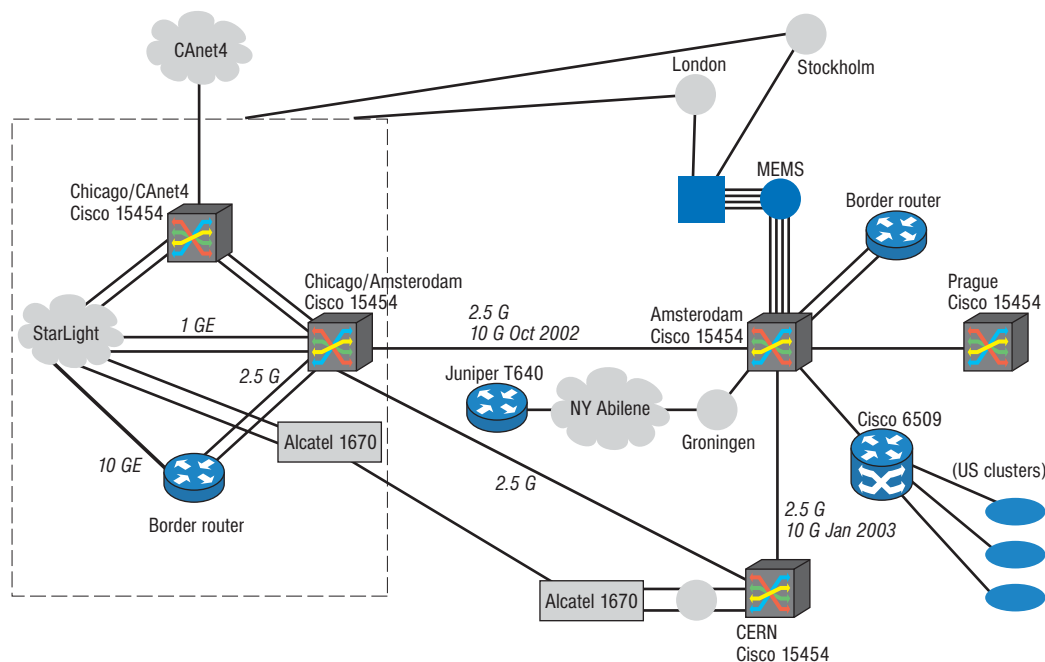 CAnet4
London
Stockholm
MEMS
Chicago/CAnet4
Cisco 15454
Border router
Chicago/Amsterodam
Cisco 15454
Prague
Cisco 15454
StarLight
1 GE
2.5 G
10 G Oct 2002
Amsterodam
Cisco 15454
2.5 G
Juniper T640
NY Abilene
Groningen
Cisco 6509
Alcatel 1670
10 GE
(US clusters)
2.5 G
Border router
2.5 G
10 G Jan 2003
Alcatel 1670
CERN
Cisco 15454